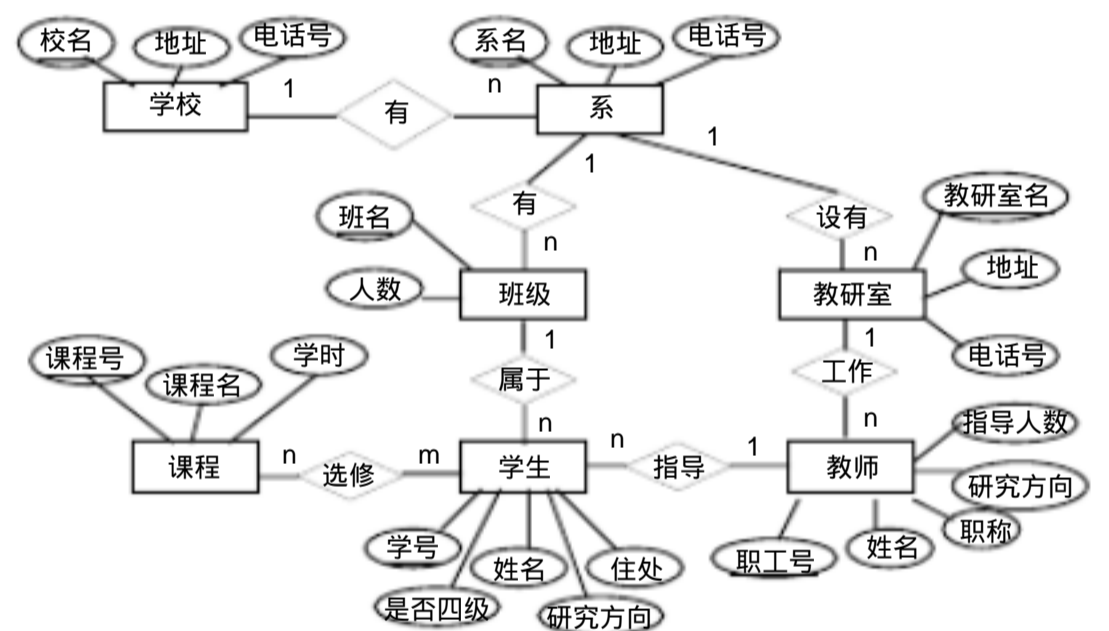 校名
地址
电话号
系名
地址
电话号
学校
1
有
n
系
1
1
有
设有
教研室名
班名
n
n
地址
人数
班级
教研室
电话号
1
1
课程号
课程名
学时
属于
工作
n
n
指导人数
课程
n
选修
m
学生
n
指导
1
教师
研究方向
职称
学号
姓名
住处
职工号
姓名
是否四级
研究方向